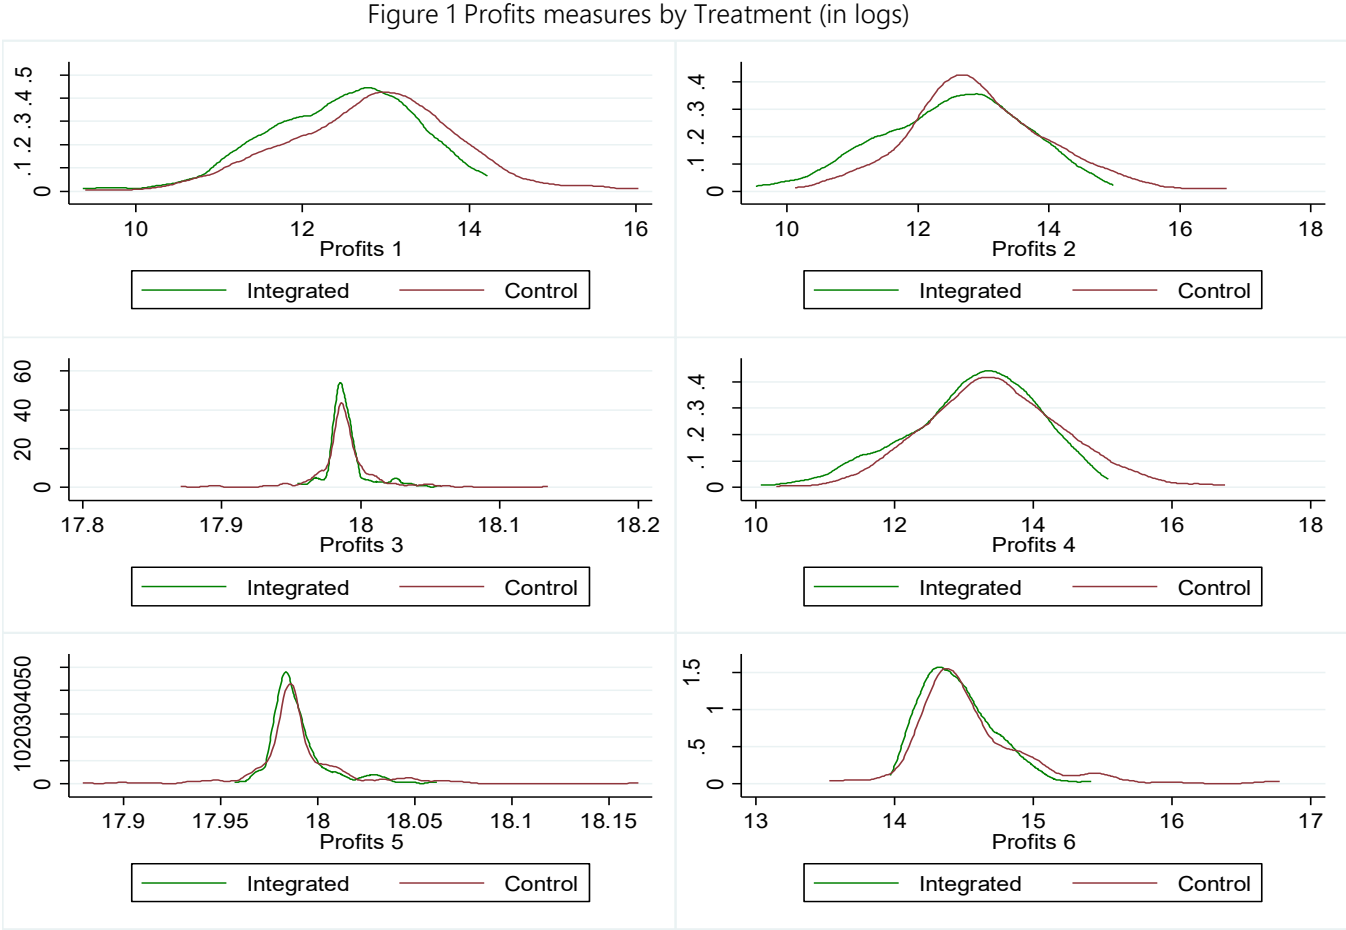 Figure 1 Profits measures by Treatment (in logs)
0 .1 .2 .3 .4 .5
10 12 14 16
Profits 1
Integrated Control
0 .1 .2 .3 .4
10 12 14 16 18
Profits 2
Integrated Control
0 20 40 60
17.8 17.9 18 18.1 18.2
Profits 3
Integrated Control
0 .1 .2 .3 .4
10 12 14 16 18
Profits 4
Integrated Control
0 1020304050
17.9 17.95 18 18.05 18.1 18.15
Profits 5
Integrated Control
0 .5 1 1.5
13 14 15 16 17
Profits 6
Integrated Control